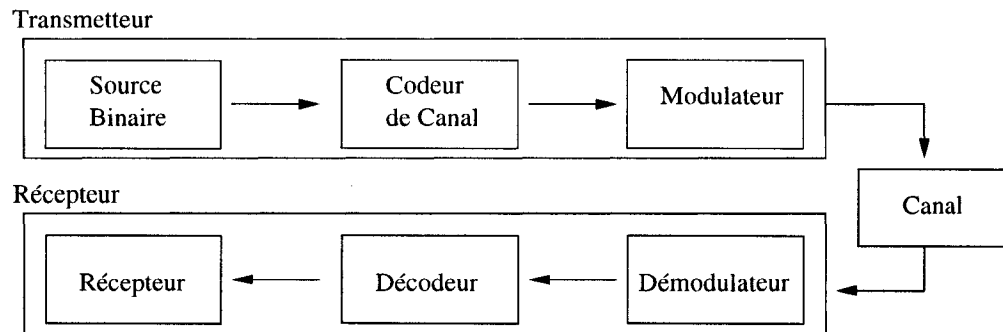 Transmetteur
Source
Binaire
Codeur
de Canal
Modulateur
Canal
Récepteur
Récepteur
Décodeur
Démodulateur